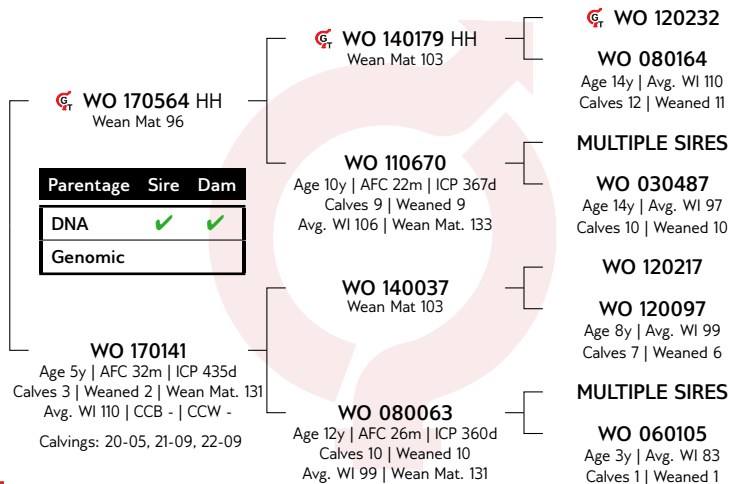 WO 170564 HH
Wean Mat 96
Parentage Sire Dam
DNA ✔ ✔
Genomic
WO 170141
Age 5y | AFC 32m | ICP 435d
Calves 3 | Weaned 2 | Wean Mat. 131
Avg. WI 110 | CCB - | CCW -
Calvings: 20-05, 21-09, 22-09
GT WO 140179 HH
Wean Mat 103
WO 110670
Age 10y | AFC 22m | ICP 367d
Calves 9 | Weaned 9
Avg. WI 106 | Wean Mat. 133
WO 140037
Wean Mat 103
WO 080063
Age 12y | AFC 26m | ICP 360d
Calves 10 | Weaned 10
Avg. WI 99 | Wean Mat. 131
GT WO 120232
WO 080164
Age 14y | Avg. WI 110
Calves 12 | Weaned 11
MULTIPLE SIRES
WO 030487
Age 14y | Avg. WI 97
Calves 10 | Weaned 10
WO 120217
WO 120097
Age 8y | Avg. WI 99
Calves 7 | Weaned 6
MULTIPLE SIRES
WO 060105
Age 3y | Avg. WI 83
Calves 1 | Weaned 1